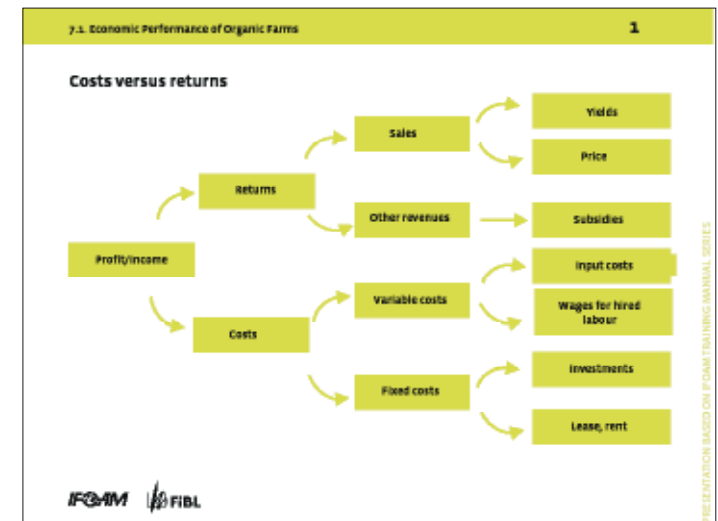 7.1. Economic Performance of Organic Farms 1
Costs versus returns
Yields
Sales
Price
Returns
Other revenues
Subsidies
Profit/income
Input costs
Variable costs
Wages for hired
labour
Costs
Investments
Fixed costs
Lease, rent
IFOAM FiBL
PRESENTATION BASED ON IFOAM TRAINING MANUAL SERIES